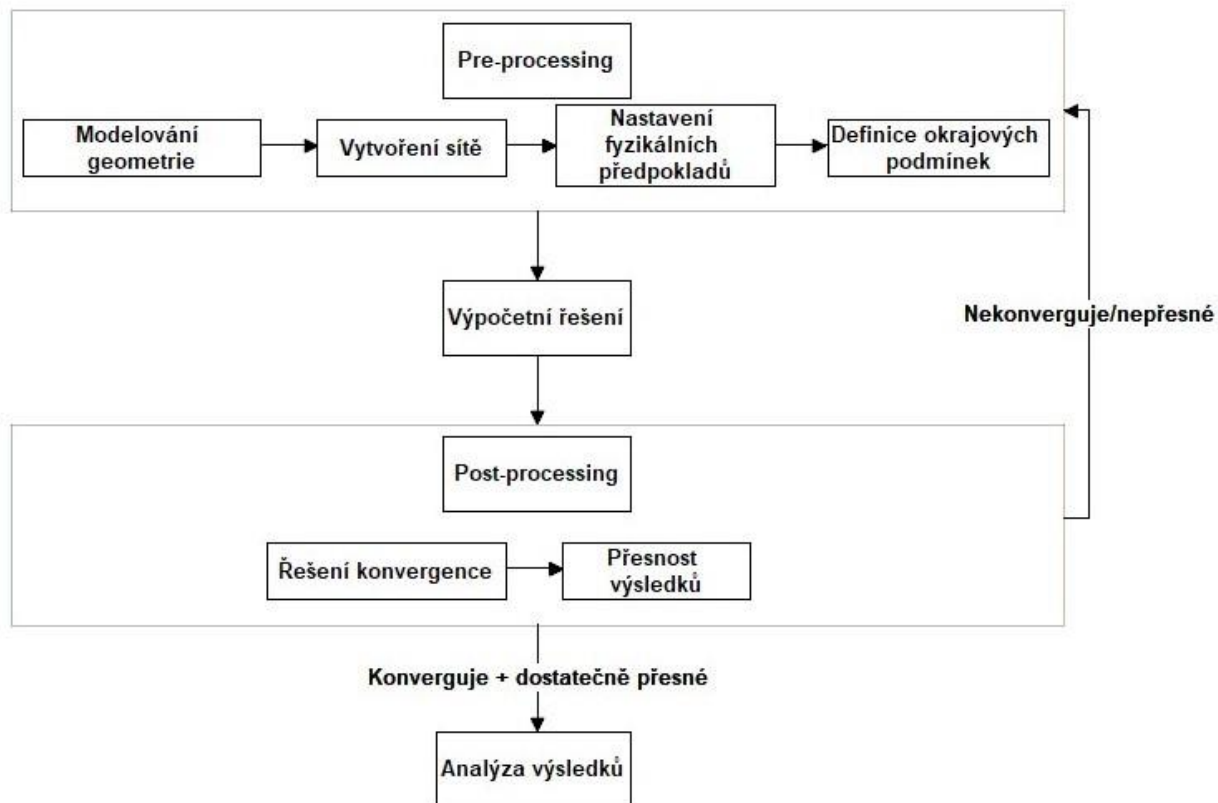 Pre-processing
Modelování
geometrie
Vytvoření sítě
Nastavení
fyzikálních
předpokladů
Definice okrajových
podmínek
Výpočetní řešení
Nekonverguje/nepřesné
Post-processing
Řešení konvergence
Přesnost
výsledků
Konverguje + dostatečně přesné
Analýza výsledků